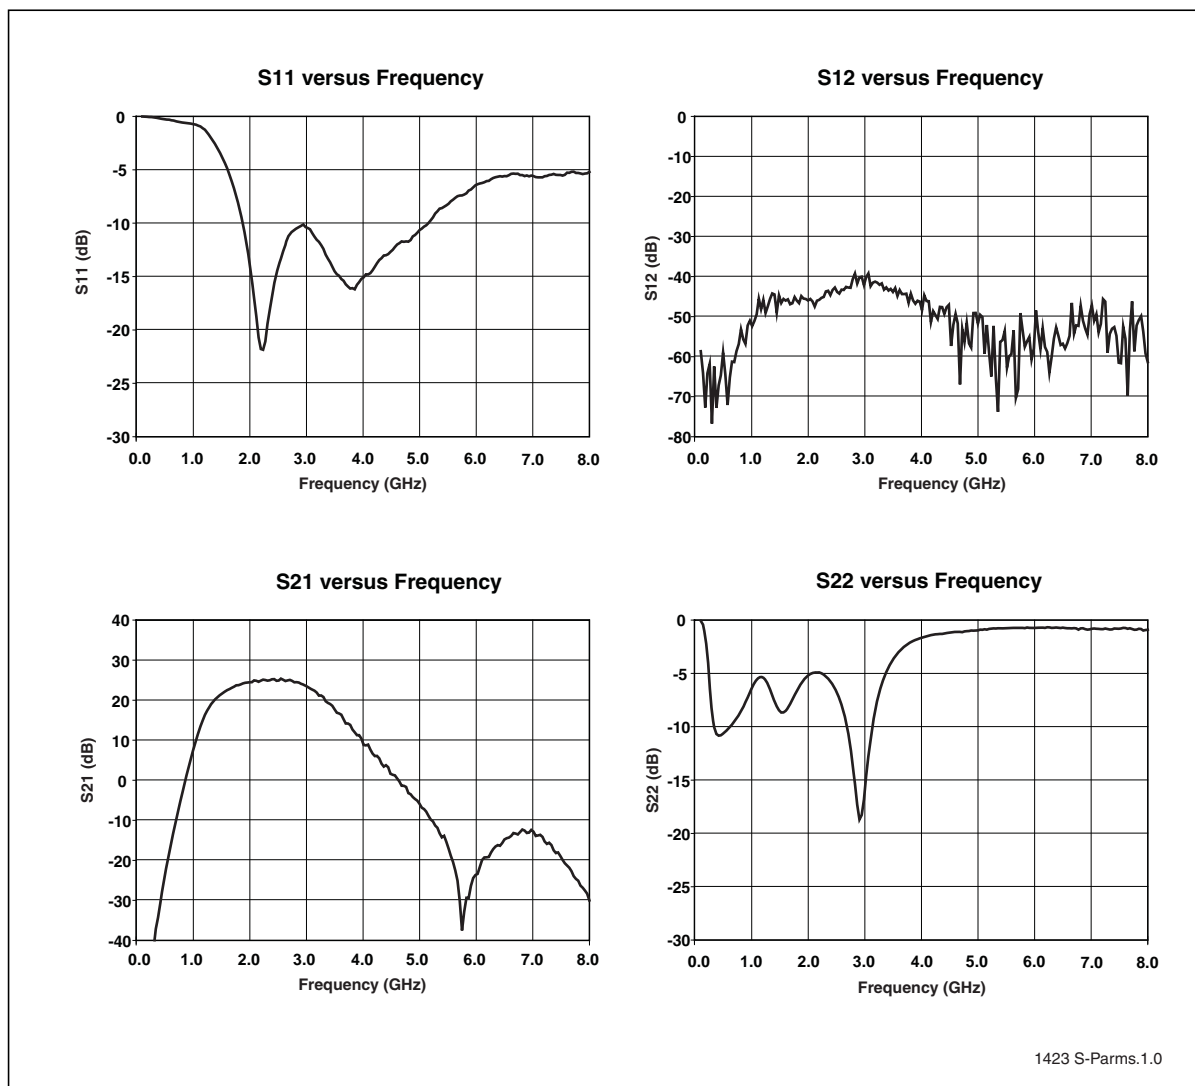 S11 versus Frequency
0
-5
-10
-15
-20
-25
-30
S11 (dB)
0.0 1.0 2.0 3.0 4.0 5.0 6.0 7.0 8.0
Frequency (GHz)
S12 versus Frequency
0
-10
-20
-30
-40
-50
-60
-70
-80
S12 (dB)
0.0 1.0 2.0 3.0 4.0 5.0 6.0 7.0 8.0
Frequency (GHz)
S21 versus Frequency
40
30
20
10
0
-10
-20
-30
-40
S21 (dB)
0.0 1.0 2.0 3.0 4.0 5.0 6.0 7.0 8.0
Frequency (GHz)
S22 versus Frequency
0
-5
-10
-15
-20
-25
-30
S22 (dB)
0.0 1.0 2.0 3.0 4.0 5.0 6.0 7.0 8.0
Frequency (GHz)
1423 S-Parms.1.0